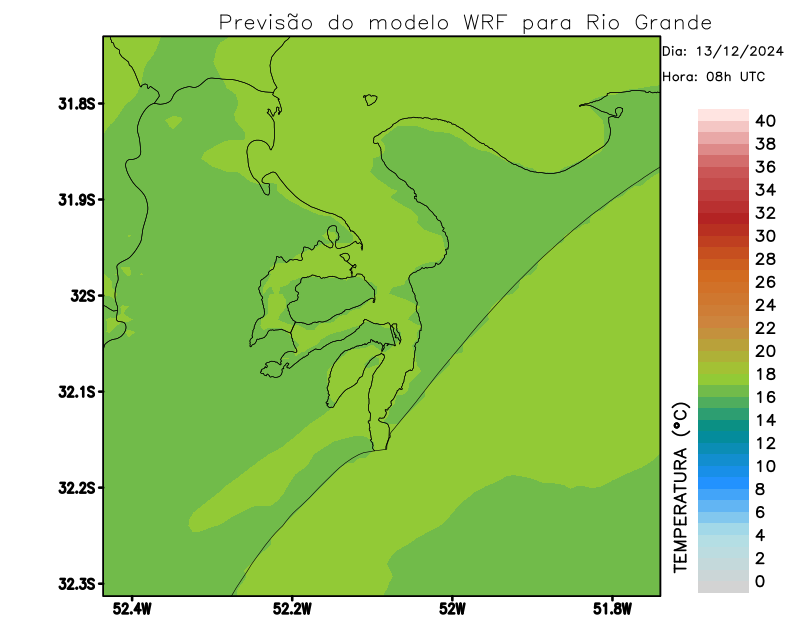 Previsão do modelo WRF para Rio Grande
Dia: 13/12/2024
Hora: 08h UTC
31.8S
31.9S
32S
32.1S
32.2S
32.3S
52.4W
52.2W
52W
51.8W
TEMPERATURA (°C)
40
38
36
34
32
30
28
26
24
22
20
18
16
14
12
10
8
6
4
2
0